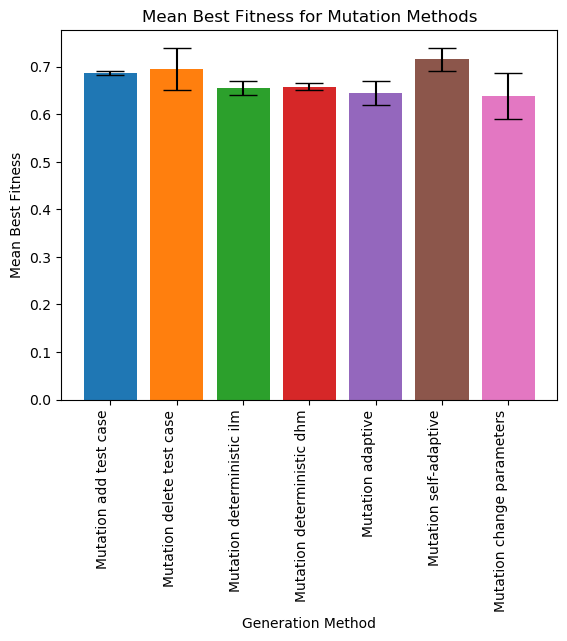 Mean Best Fitness for Mutation Methods
Mean Best Fitness
0.7
0.6
0.5
0.4
0.3
0.2
0.1
0.0
Mutation add test case
Mutation delete test case
Mutation deterministic ilm
Mutation deterministic dhm
Mutation adaptive
Mutation self-adaptive
Mutation change parameters
Generation Method